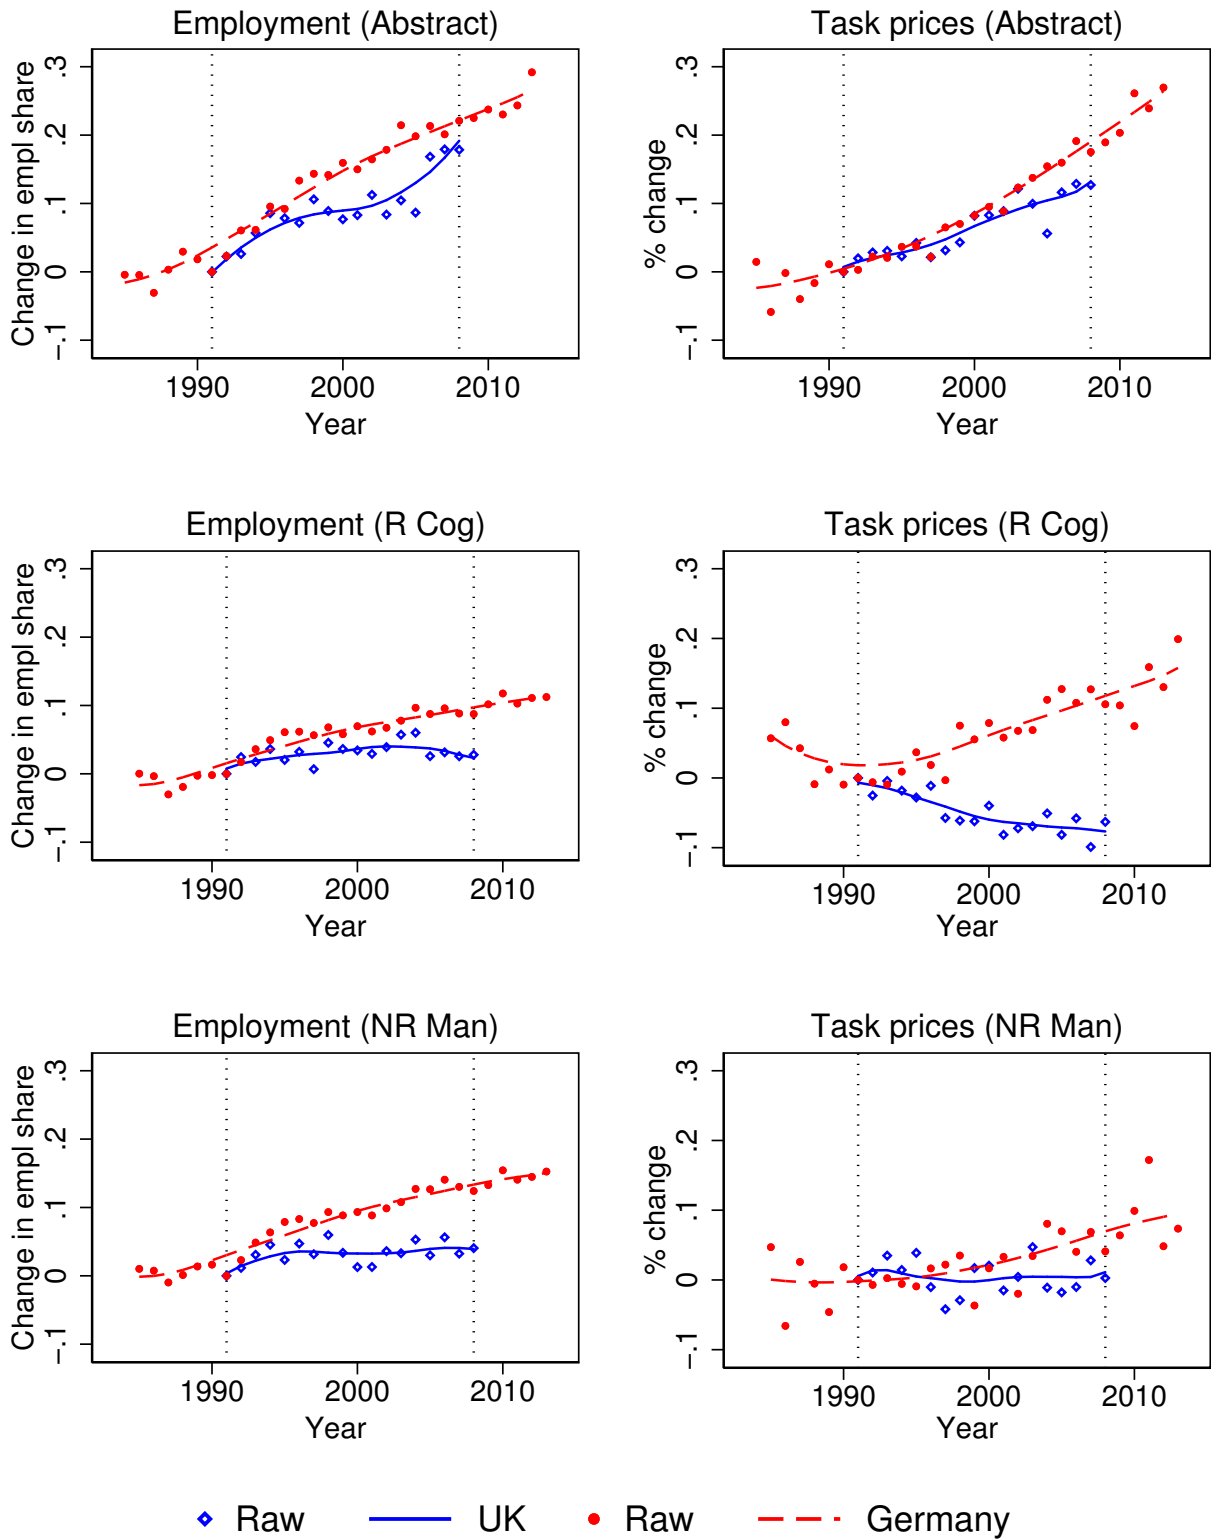 Employment (Abstract)
Change in empl share
.3
.2
.1
0
−.1
1990 2000 2010
Year
Task prices (Abstract)
% change
.3
.2
.1
0
−.1
1990 2000 2010
Year
Employment (R Cog)
Change in empl share
.3
.2
.1
0
−.1
1990 2000 2010
Year
Task prices (R Cog)
% change
.3
.2
.1
0
−.1
1990 2000 2010
Year
Employment (NR Man)
Change in empl share
.3
.2
.1
0
−.1
1990 2000 2010
Year
Task prices (NR Man)
% change
.3
.2
.1
0
−.1
1990 2000 2010
Year
Raw UK Raw Germany